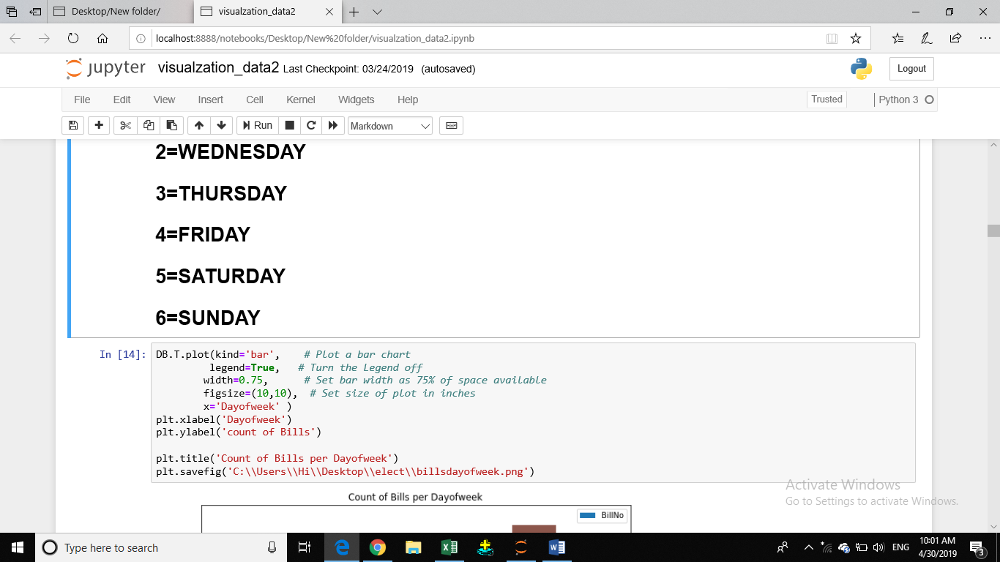 Desktop/New folder/
visualzation_data2
localhost:8888/notebooks/Desktop/New%20folder/visualzation_data2.ipynb
jupyter visualzation_data2 Last Checkpoint: 03/24/2019 (autosaved)
Logout
File Edit View Insert Cell Kernel Widgets Help
Trusted
Python 3
Run
Markdown
2=WEDNESDAY
3=THURSDAY
4=FRIDAY
5=SATURDAY
6=SUNDAY
In [14]: DB.T.plot(kind='bar', # Plot a bar chart
legend=True, # Turn the Legend off
width=0.75, # Set bar width as 75% of space available
figsize=(10,10), # Set size of plot in inches
x='Dayofweek' )
plt.xlabel('Dayofweek')
plt.ylabel('count of Bills')
plt.title('Count of Bills per Dayofweek')
plt.savefig('C:\\Users\\Hi\\Desktop\\elect\\billsdayofweek.png')
Activate Windows
Go to Settings to activate Windows.
Count of Bills per Dayofweek
BillNo
Type here to search
ENG
10:01 AM
4/30/2019
3